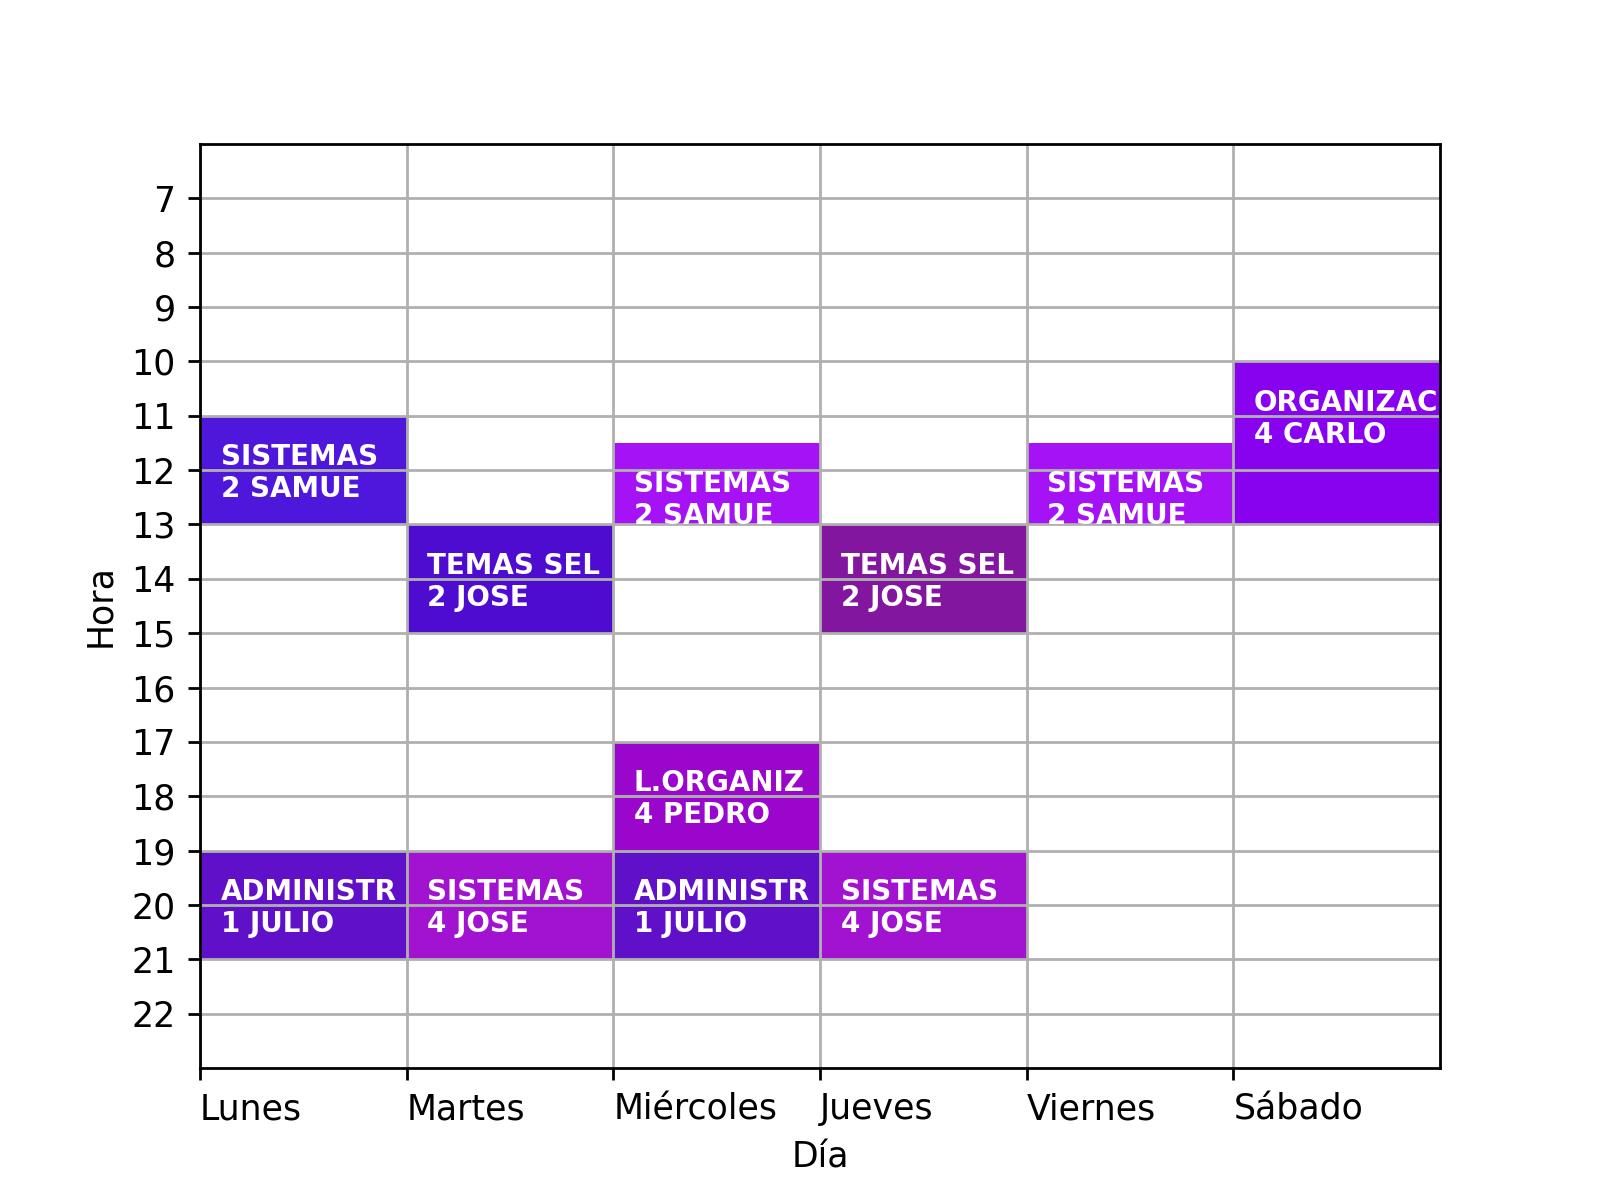 7
8
9
10
11
12
13
14
15
16
17
18
19
20
21
22
Hora
SISTEMAS
2 SAMUE
ADMINISTR
1 JULIO
TEMAS SEL
2 JOSE
SISTEMAS
4 JOSE
SISTEMAS
2 SAMUE
L.ORGANIZ
4 PEDRO
ADMINISTR
1 JULIO
TEMAS SEL
2 JOSE
SISTEMAS
4 JOSE
SISTEMAS
2 SAMUE
ORGANIZAC
4 CARLO
Lunes Martes Miércoles Jueves Viernes Sábado
Día